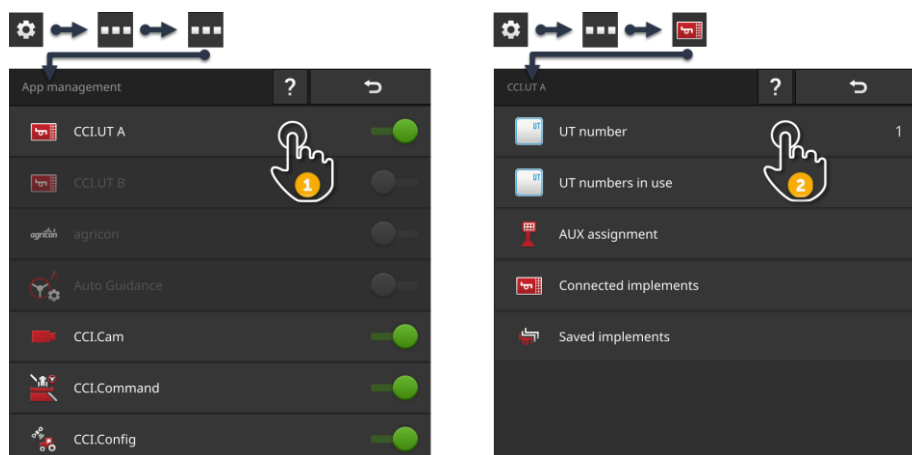 App management
?
CCI.UT A
1
CCI.UT B
agricon agricon
Auto Guidance
CCI.Cam
CCI.Command
CCI.Config
CCI.UT A
?
UT UT number 1
2
UT UT numbers in use
AUX assignment
Connected implements
Saved implements